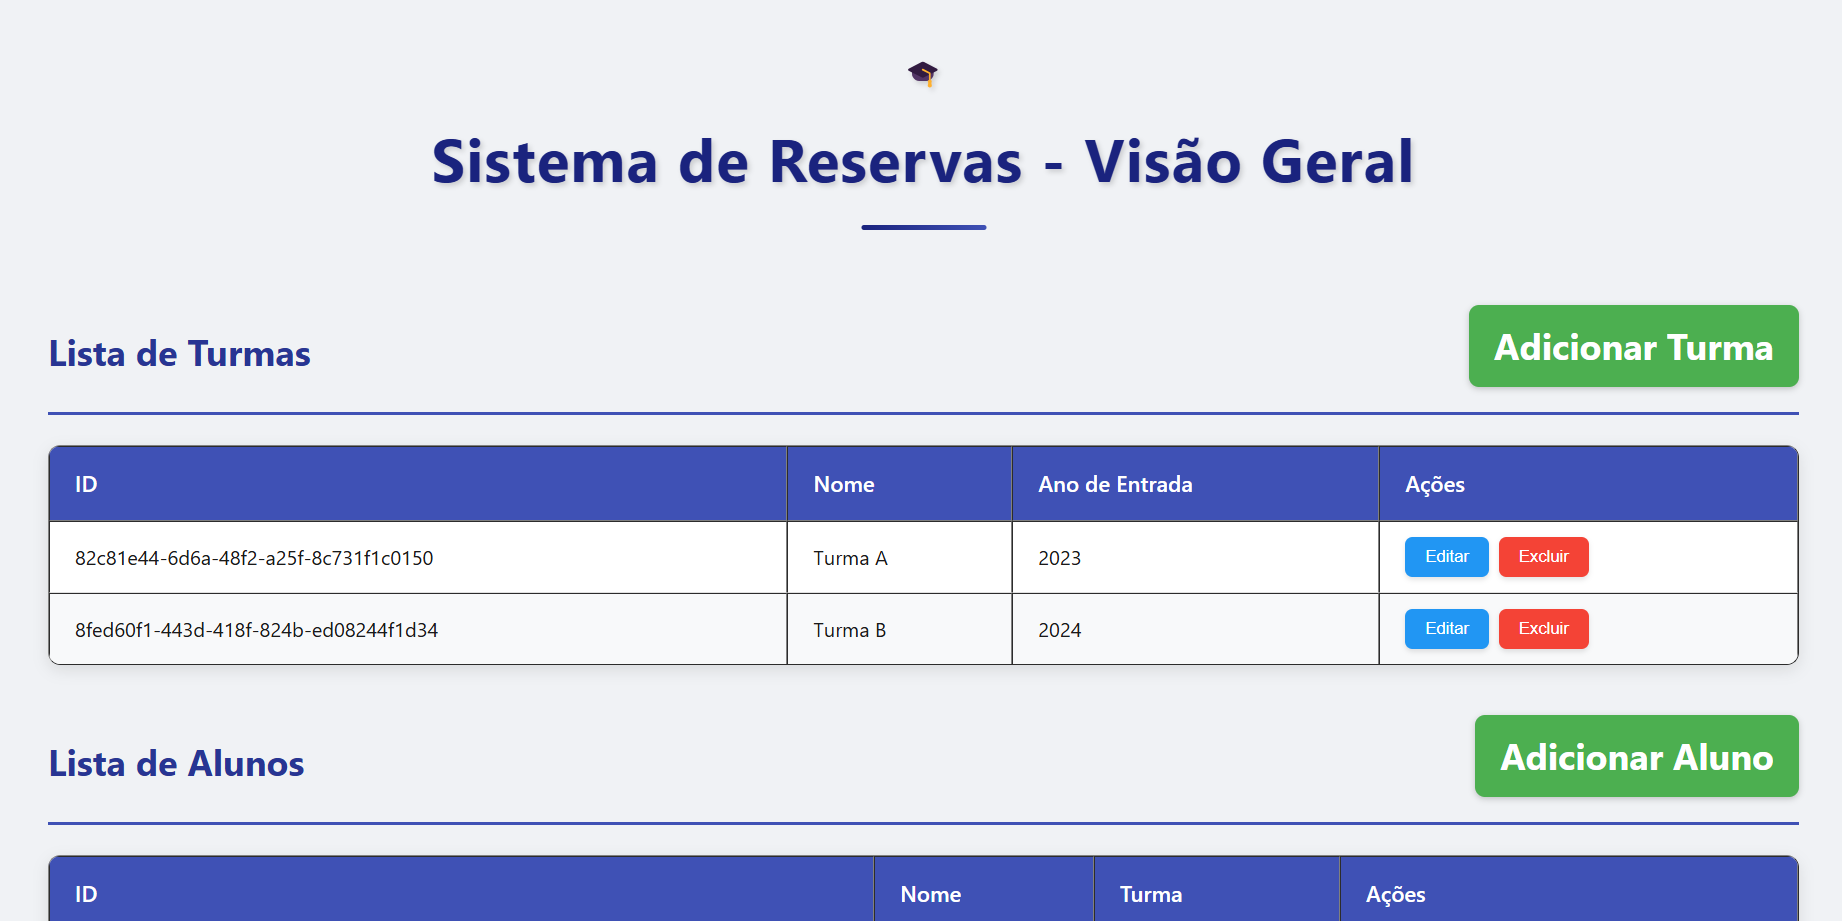 Sistema de Reservas - Visão Geral
Lista de Turmas
Adicionar Turma
ID Nome Ano de Entrada Ações
82c81e44-6d6a-48f2-a25f-8c731f1c0150 Turma A 2023 Editar Excluir
8fed60f1-443d-418f-824b-ed08244f1d34 Turma B 2024 Editar Excluir
Lista de Alunos
Adicionar Aluno
ID Nome Turma Ações